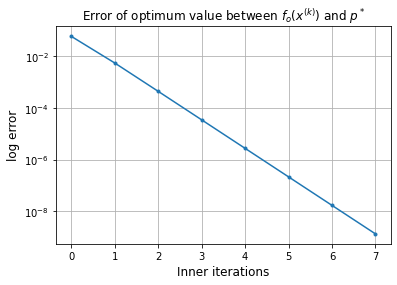 Error of optimum value between $f_o(x^{(k)})$ and $p^*$
10⁻²
10⁻⁴
10⁻⁶
10⁻⁸
log error
0 1 2 3 4 5 6 7
Inner iterations